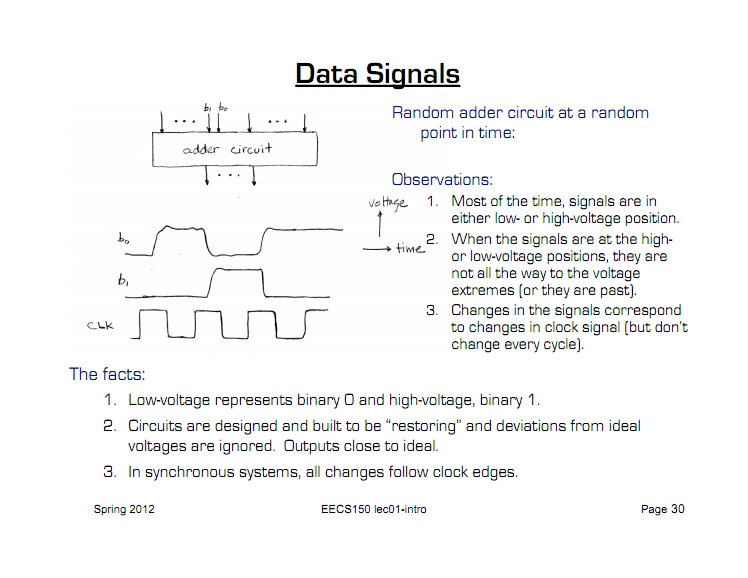 Data Signals
b₁ b₀
... ...
adder circuit
...
Random adder circuit at a random
point in time:
Observations:
voltage
time
1. Most of the time, signals are in
either low- or high-voltage position.
2. When the signals are at the high-
or low-voltage positions, they are
not all the way to the voltage
extremes (or they are past).
3. Changes in the signals correspond
to changes in clock signal (but don't
change every cycle).
b₀
b₁
CLK
The facts:
1. Low-voltage represents binary 0 and high-voltage, binary 1.
2. Circuits are designed and built to be “restoring” and deviations from ideal
voltages are ignored. Outputs close to ideal.
3. In synchronous systems, all changes follow clock edges.
Spring 2012
EECS150 lec01-intro
Page 30